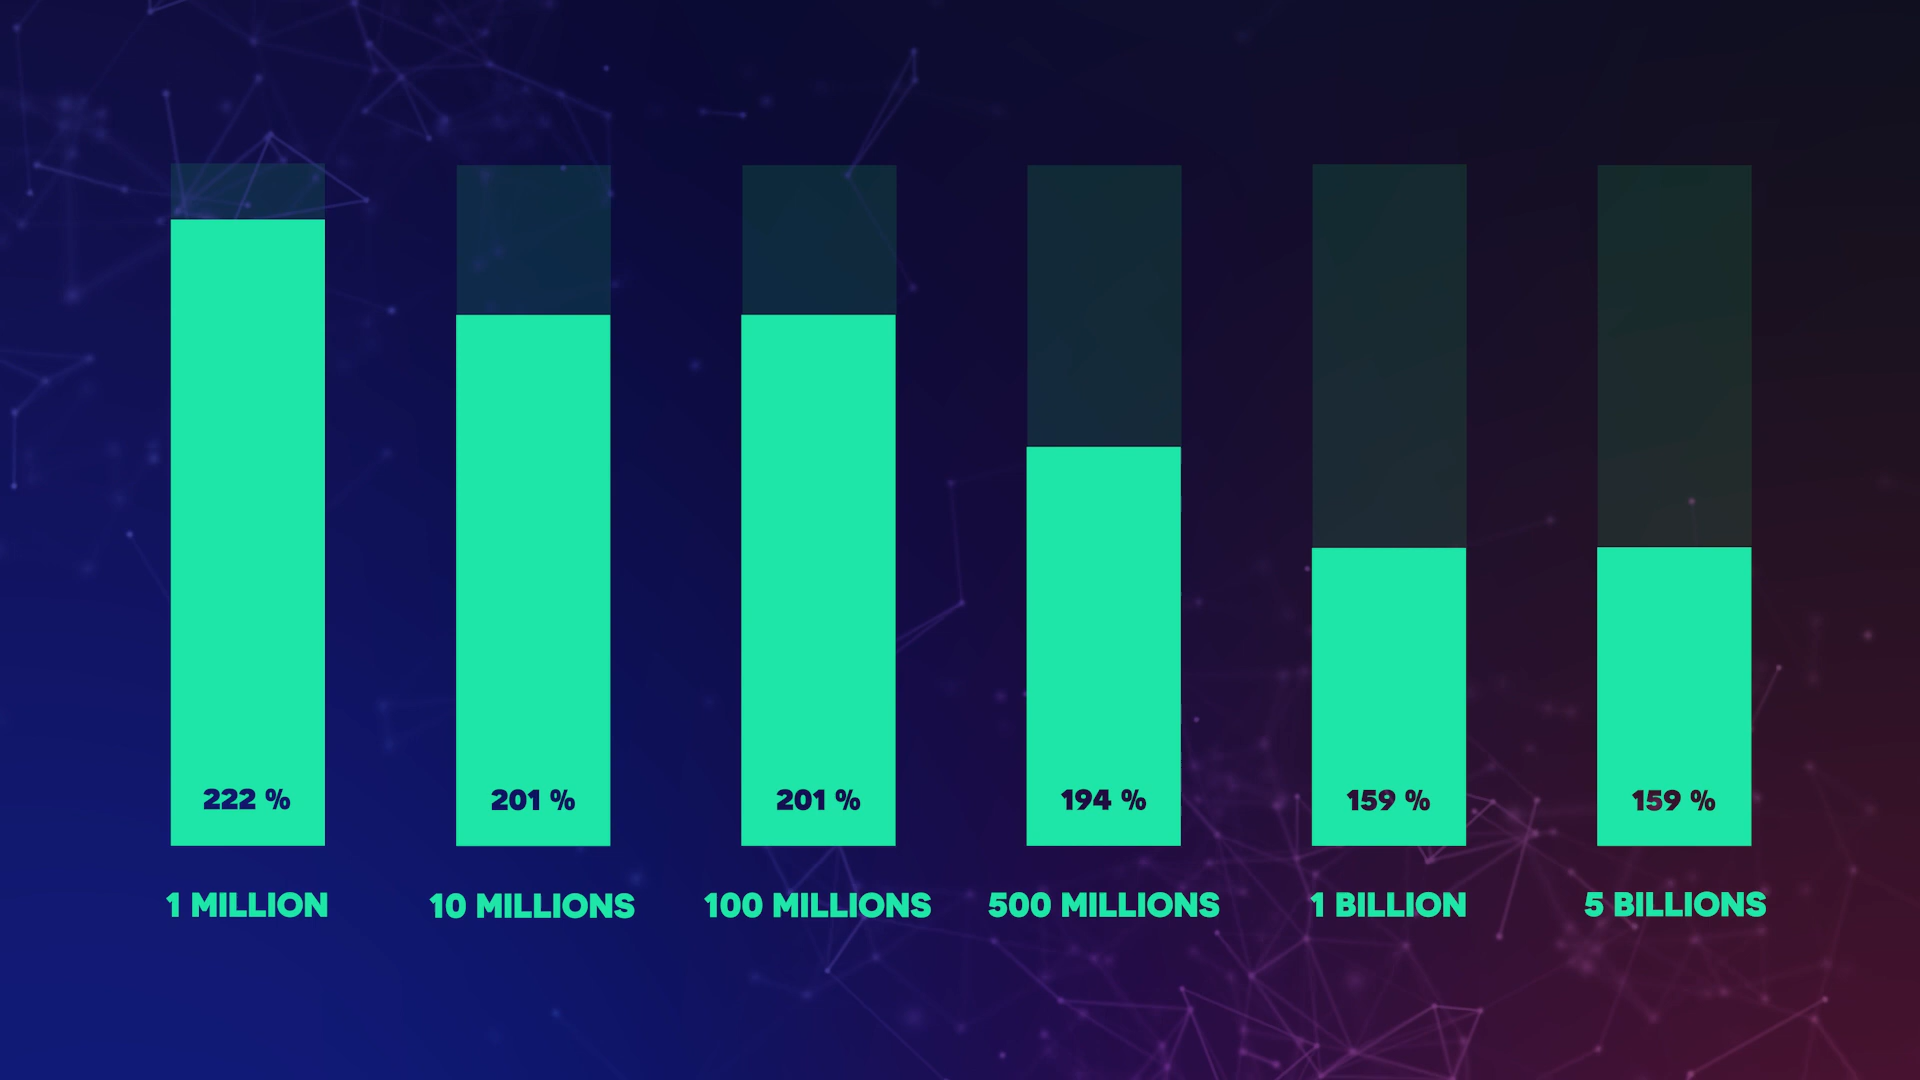 222 %
201 %
201 %
194 %
159 %
159 %
1 MILLION
10 MILLIONS
100 MILLIONS
500 MILLIONS
1 BILLION
5 BILLIONS